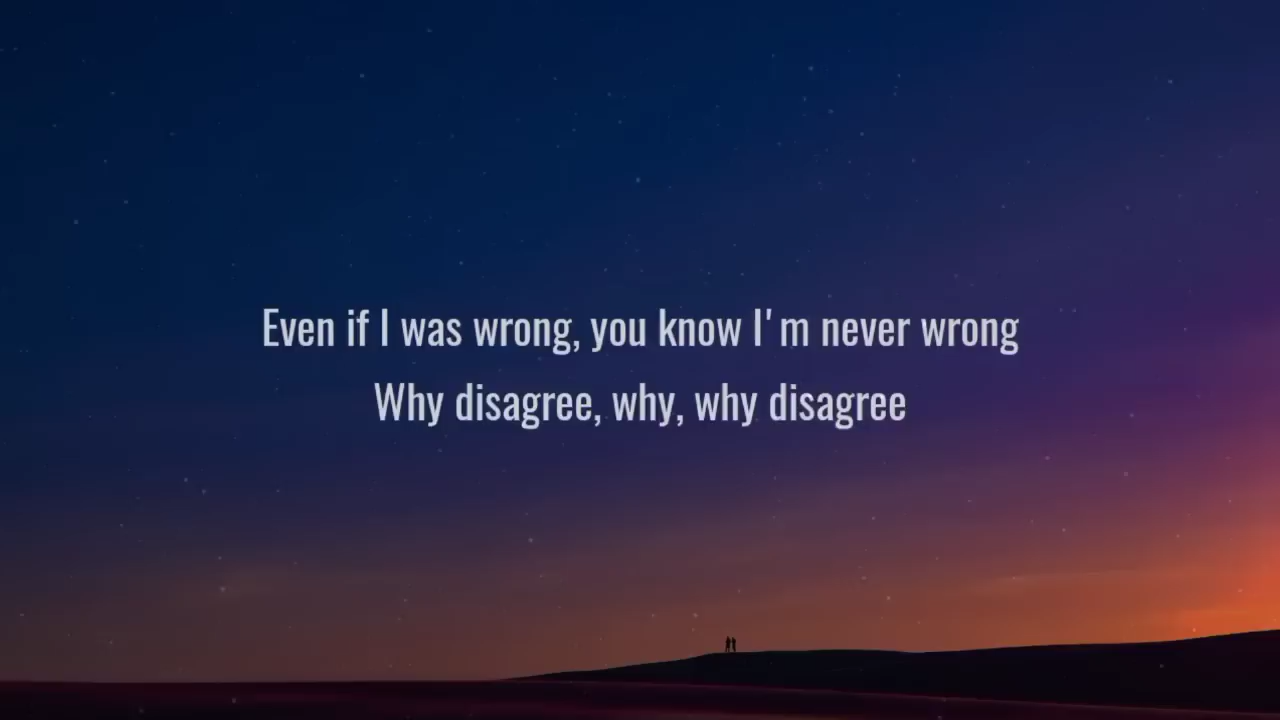 Even if I was wrong, you know I'm never wrong
Why disagree, why, why disagree